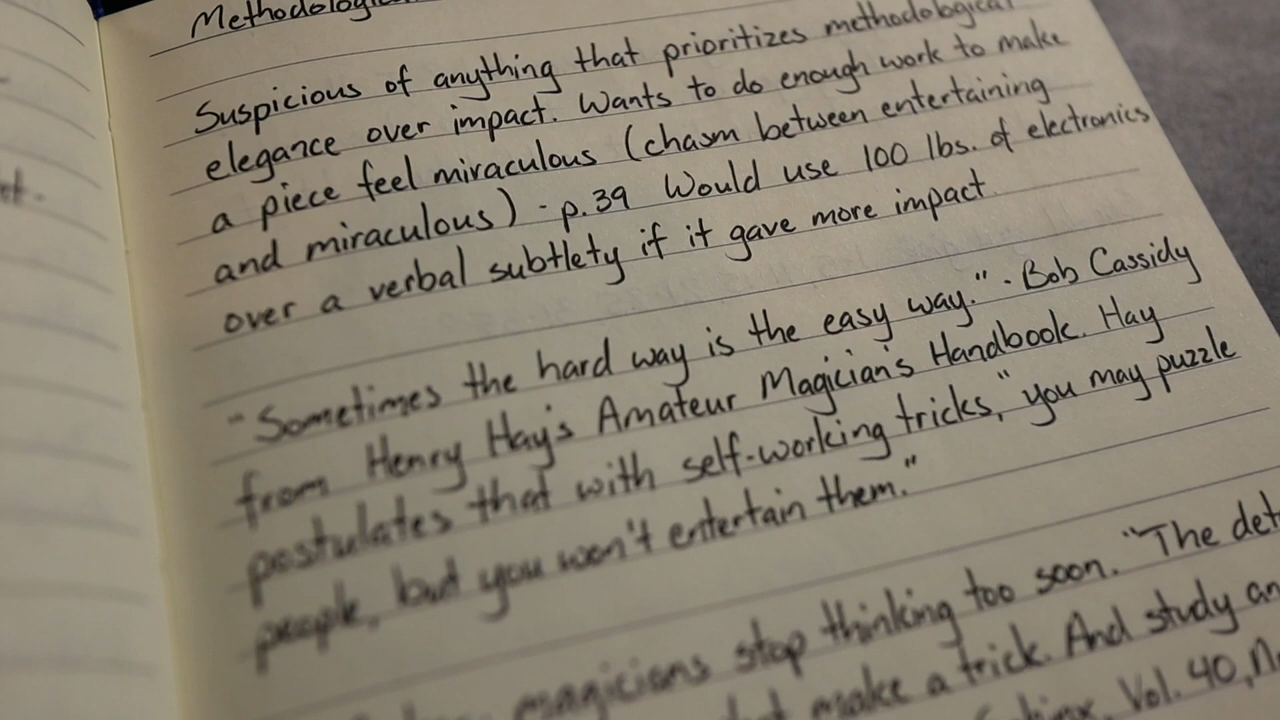 Suspicious of anything that prioritizes methodological
elegance over impact. Wants to do enough work to make
a piece feel miraculous (chasm between entertaining
and miraculous) - p.39 Would use 100 lbs. of electronics
over a verbal subtlety if it gave more impact
"Sometimes the hard way is the easy way." - Bob Cassidy
from Henry Hay's Amateur Magician's Handbook. Hay
postulates that with self-working tricks, "you may puzzle
people, but you won't entertain them."
magicians stop thinking too soon. "The
make a trick. And study
Vol. 40,